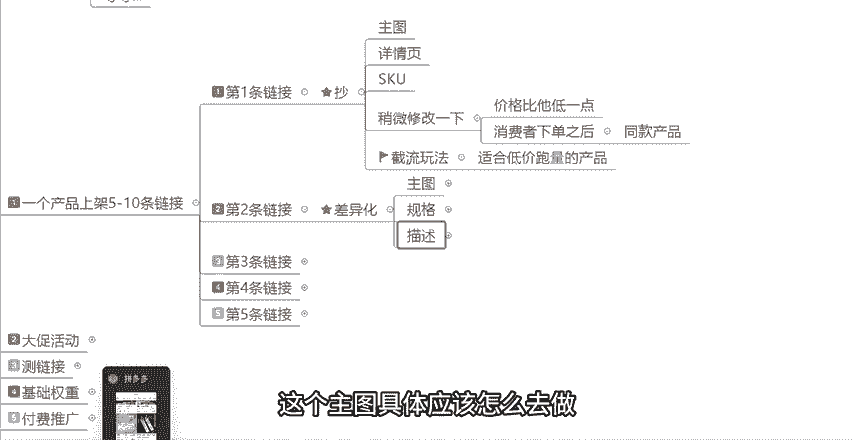 主图
详情页
SKU
1 第1条链接 抄
价格比他低一点
稍微修改一下
消费者下单之后 同款产品
截流玩法 适合低价跑量的产品
主图
1 一个产品上架5-10条链接
2 第2条链接 差异化 规格
描述
3 第3条链接
4 第4条链接
5 第5条链接
2 大促活动
3 测链接
拼多多
4 基础权重
5 付费推广
这个主图具体应该怎么去做